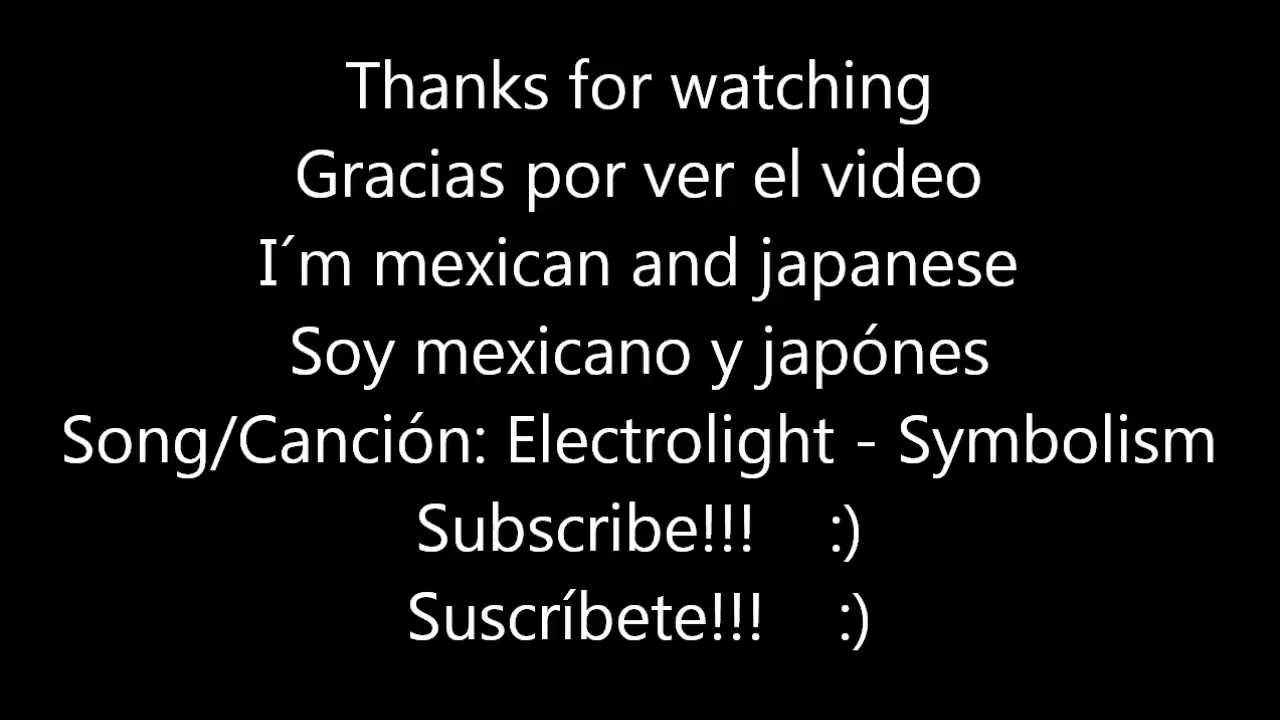 Thanks for watching
Gracias por ver el video
I´m mexican and japanese
Soy mexicano y japónes
Song/Canción: Electrolight - Symbolism
Subscribe!!! :)
Suscríbete!!! :)